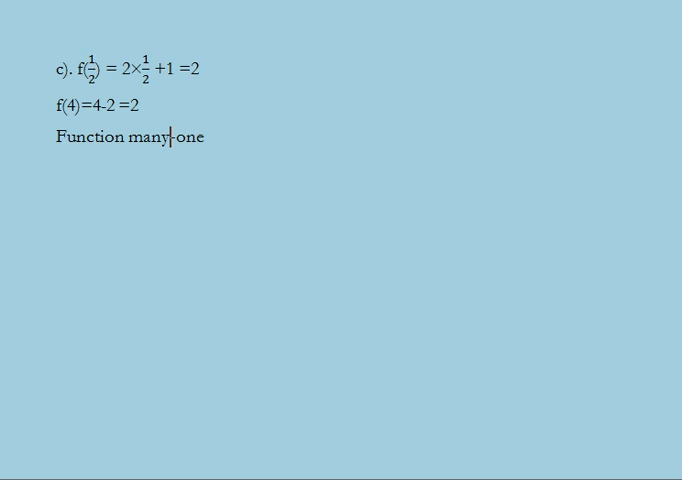 c). f(1/2) = 2×1/2 +1 =2
f(4)=4-2 =2
Function many-one